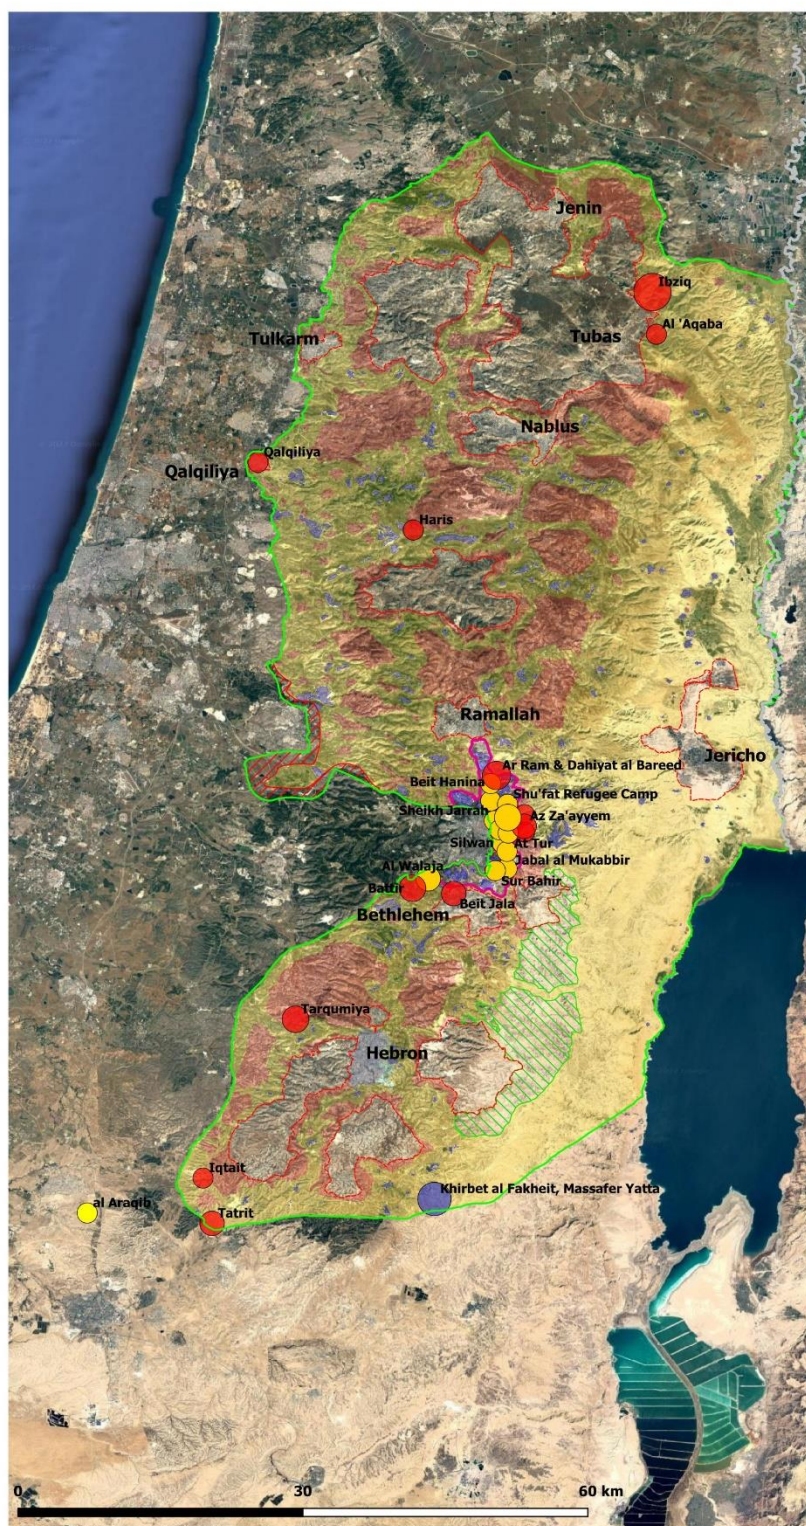 Jenin
Ibziq
Al 'Aqaba
Tubas
Tulkarm
Nablus
Qalqiliya
Qalqiliya
Haris
Ramallah
Jericho
Ar Ram & Dahiyat al Bareed
Beit Hanina
Shu'fat Refugee Camp
Sheikh Jarrah
Az Za'ayyem
Silwan
At Tur
Jabal al Mukabbir
Al Walaja
Sur Bahir
Battir
Beit Jala
Bethlehem
Tarqumiya
Hebron
Iqtait
Khirbet al Fakheit, Massafer Yatta
al Araqib
Tatrit
0 30 60 km